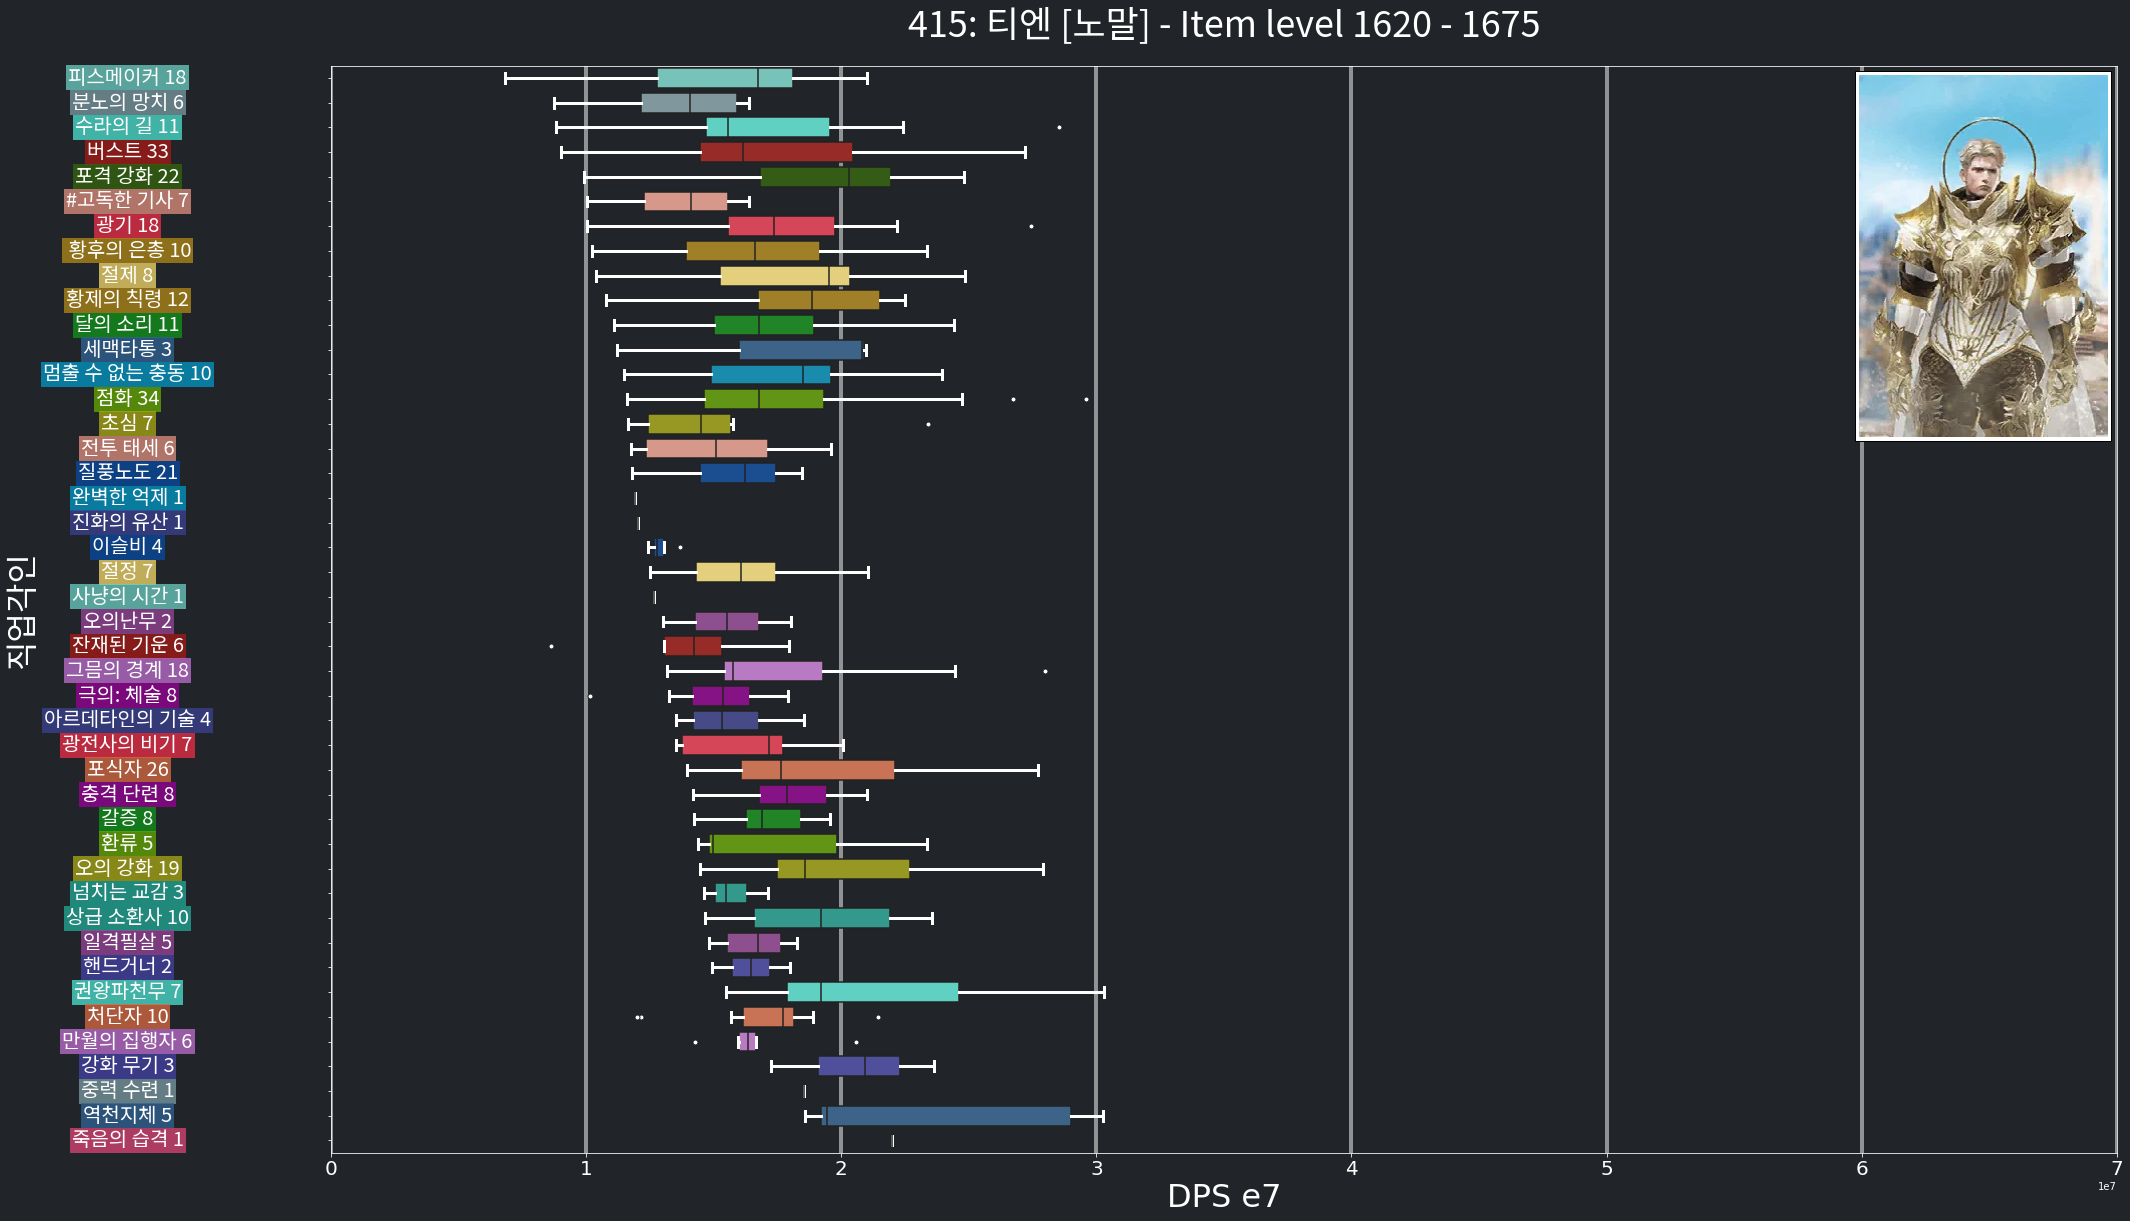 415: 티엔 [노말] - Item level 1620 - 1675
직업각인
피스메이커 18
분노의 망치 6
수라의 길 11
버스트 33
포격 강화 22
#고독한 기사 7
광기 18
황후의 은총 10
절제 8
황제의 칙령 12
달의 소리 11
세맥타통 3
멈출 수 없는 충동 10
점화 34
초심 7
전투 태세 6
질풍노도 21
완벽한 억제 1
진화의 유산 1
이슬비 4
절정 7
사냥의 시간 1
오의난무 2
잔재된 기운 6
그믐의 경계 18
극의: 체술 8
아르데타인의 기술 4
광전사의 비기 7
포식자 26
충격 단련 8
갈증 8
환류 5
오의 강화 19
넘치는 교감 3
상급 소환사 10
일격필살 5
핸드거너 2
권왕파천무 7
처단자 10
만월의 집행자 6
강화 무기 3
중력 수련 1
역천지체 5
죽음의 습격 1
0 1 2 3 4 5 6 7
1e7
DPS e7